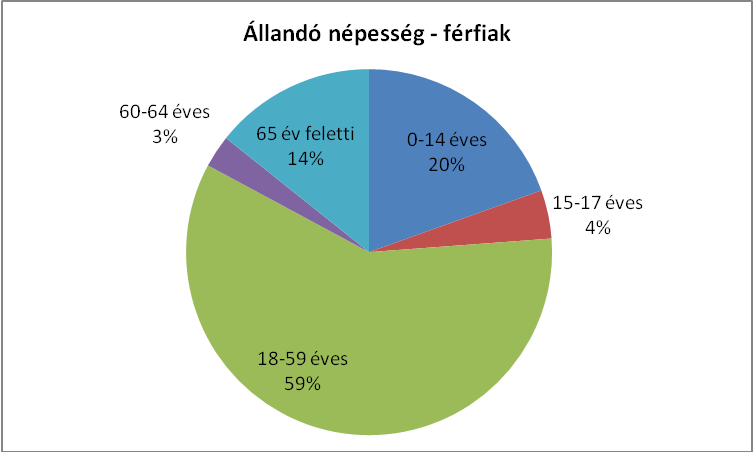 Állandó népesség - férfiak
60-64 éves
3%
65 év feletti
14%
0-14 éves
20%
15-17 éves
4%
18-59 éves
59%